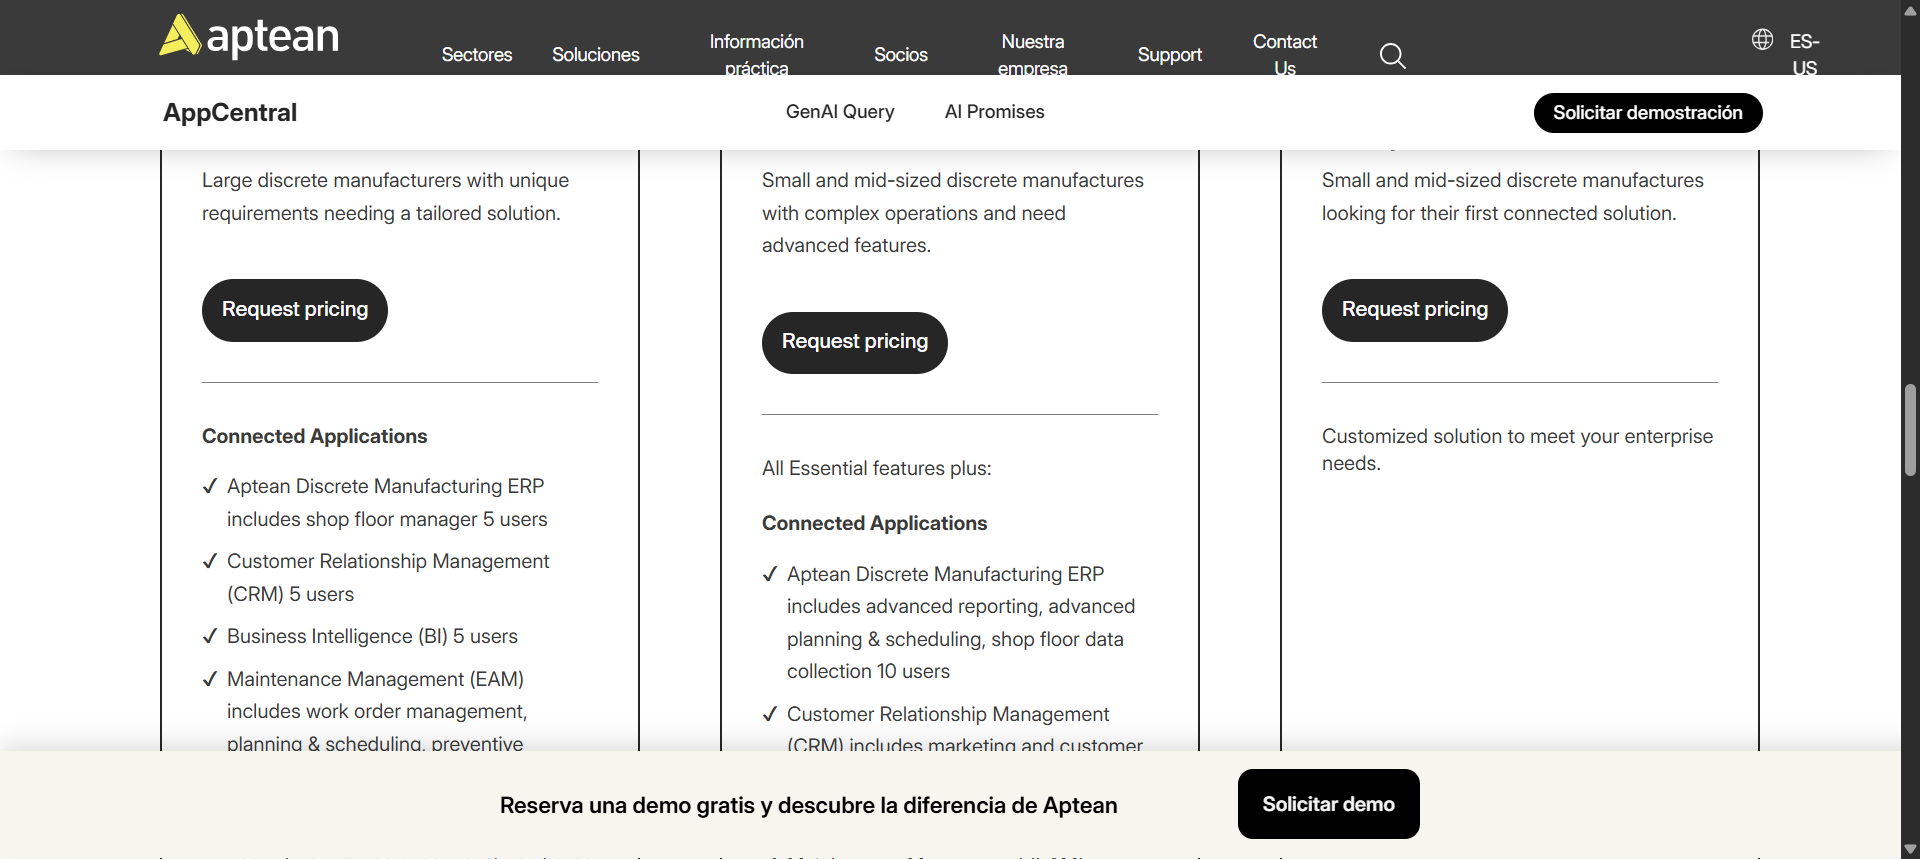 aptean
Sectores
Soluciones
Información
práctica
Socios
Nuestra
empresa
Support
Contact
Us
ES-
US
AppCentral
GenAI Query
AI Promises
Solicitar demostración
Large discrete manufacturers with unique
requirements needing a tailored solution.
Request pricing
Connected Applications
✓ Aptean Discrete Manufacturing ERP
includes shop floor manager 5 users
✓ Customer Relationship Management
(CRM) 5 users
✓ Business Intelligence (BI) 5 users
✓ Maintenance Management (EAM)
includes work order management,
planning & scheduling, preventive
Small and mid-sized discrete manufactures
with complex operations and need
advanced features.
Request pricing
All Essential features plus:
Connected Applications
✓ Aptean Discrete Manufacturing ERP
includes advanced reporting, advanced
planning & scheduling, shop floor data
collection 10 users
✓ Customer Relationship Management
(CRM) includes marketing and customer
Small and mid-sized discrete manufactures
looking for their first connected solution.
Request pricing
Customized solution to meet your enterprise
needs.
Reserva una demo gratis y descubre la diferencia de Aptean
Solicitar demo